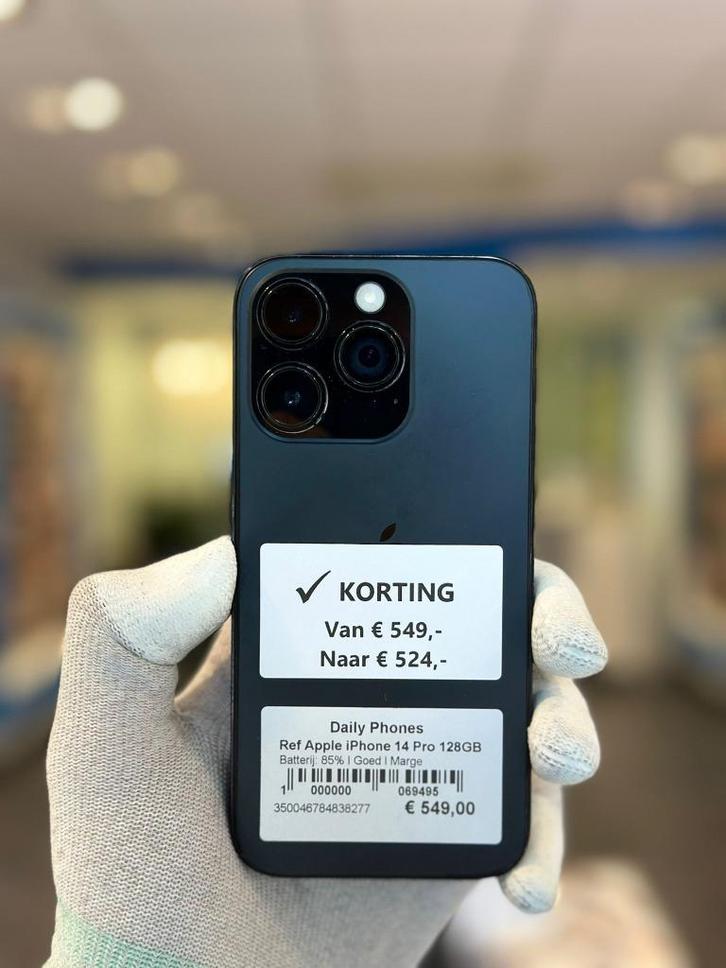 ✓ KORTING
Van € 549,-
Naar € 524,-
Daily Phones
Ref Apple iPhone 14 Pro 128GB
Batterij: 85% | Goed | Marge
1 000000 069495
350046784838277 € 549,00